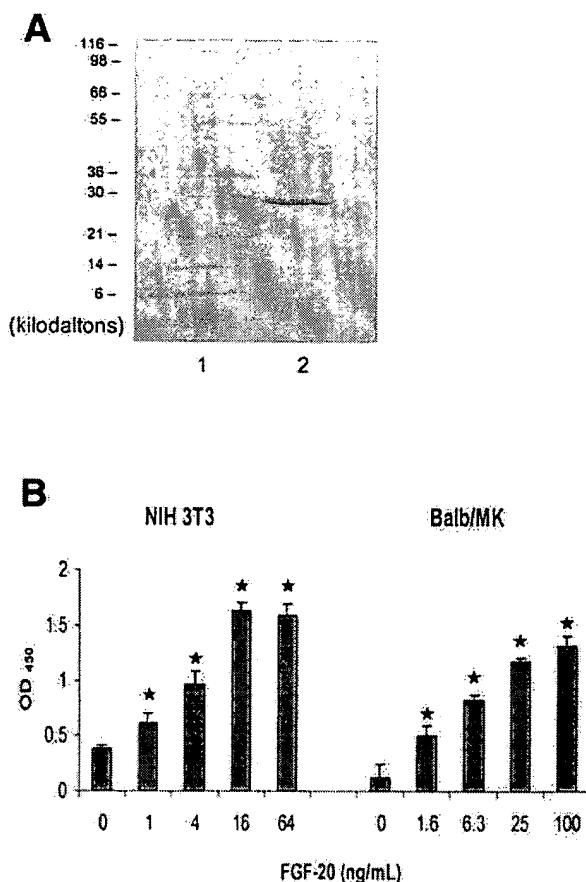 A
116 –
98 –
66 –
55 –
36 –
30 –
21 –
14 –
6 –
(kilodaltons)
1 2
B
NIH 3T3 Balb/MK
OD 450
2
1.5
1
0.5
0
0 1 4 16 64 0 1.6 6.3 25 100
FGF-20 (ng/mL)